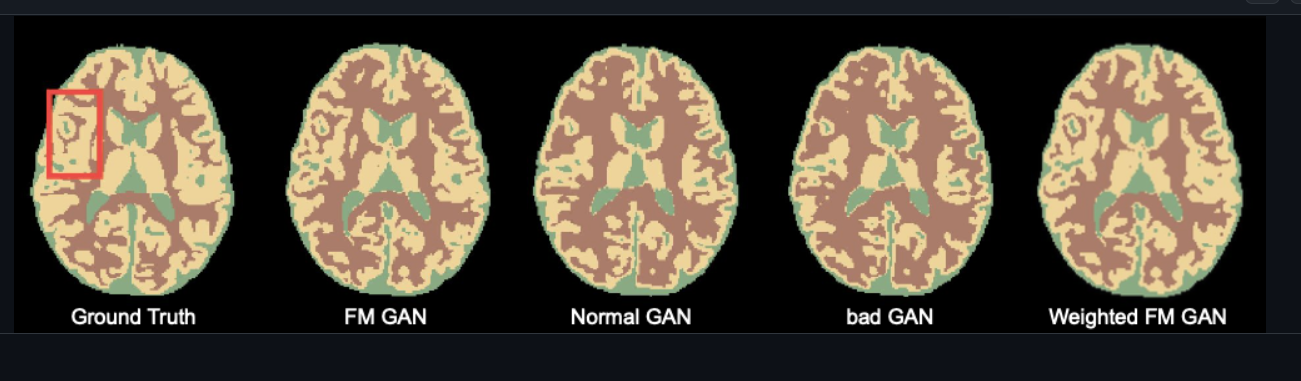 Ground Truth
FM GAN
Normal GAN
bad GAN
Weighted FM GAN